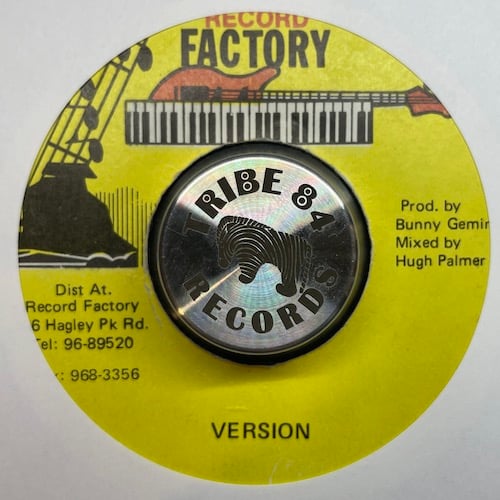 RECORD
FACTORY
TRIBE 84
RECORDS
Prod. by
Bunny Gemin
Mixed by
Hugh Palmer
Dist At.
Record Factory
6 Hagley Pk Rd.
Tel: 96-89520
: 968-3356
VERSION